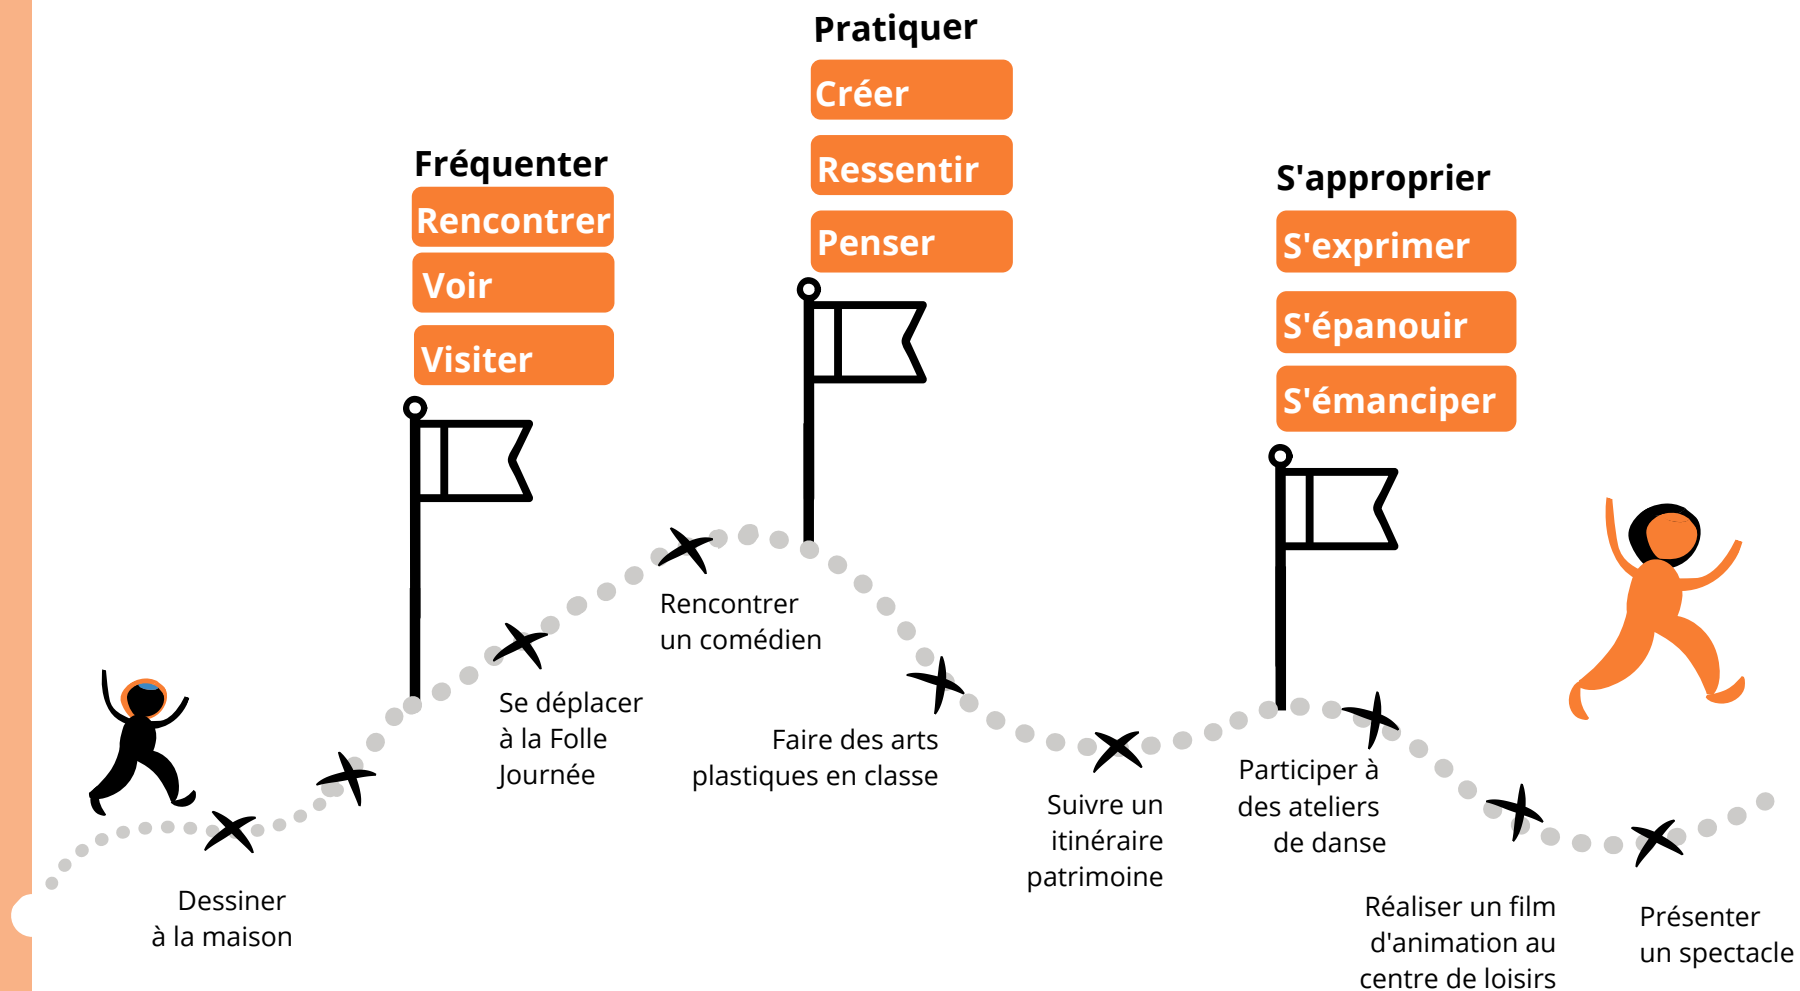 Pratiquer
Créer
Ressentir
Penser
Fréquenter
Rencontrer
Voir
Visiter
S'approprier
S'exprimer
S'épanouir
S'émanciper
Dessiner
à la maison
Se déplacer
à la Folle
Journée
Rencontrer
un comédien
Faire des arts
plastiques en classe
Suivre un
itinéraire
patrimoine
Participer à
des ateliers
de danse
Réaliser un film
d'animation au
centre de loisirs
Présenter
un spectacle